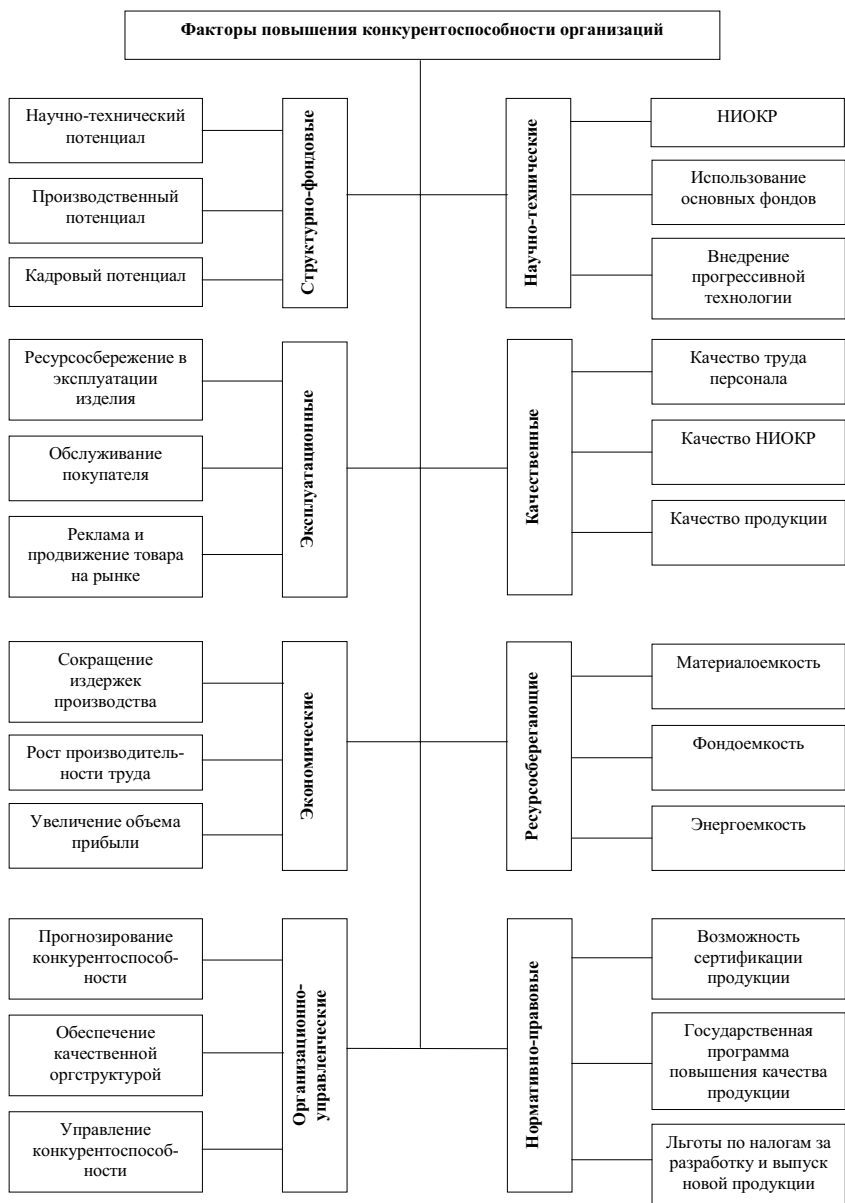 Факторы повышения конкурентоспособности организаций
Структурно-фондовые
Научно-технический
потенциал
Производственный
потенциал
Кадровый потенциал
Научно-технические
НИОКР
Использование
основных фондов
Внедрение
прогрессивной
технологии
Эксплуатационные
Ресурсосбережение в
эксплуатации
изделия
Обслуживание
покупателя
Реклама и
продвижение товара
на рынке
Качественные
Качество труда
персонала
Качество НИОКР
Качество продукции
Экономические
Сокращение
издержек
производства
Рост производитель-
ности труда
Увеличение объема
прибыли
Ресурсосберегающие
Материалоемкость
Фондоемкость
Энергоемкость
Организационно-
управленческие
Прогнозирование
конкурентоспособ-
ности
Обеспечение
качественной
оргструктурой
Управление
конкурентоспособ-
ности
Нормативно-правовые
Возможность
сертификации
продукции
Государственная
программа
повышения качества
продукции
Льготы по налогам за
разработку и выпуск
новой продукции